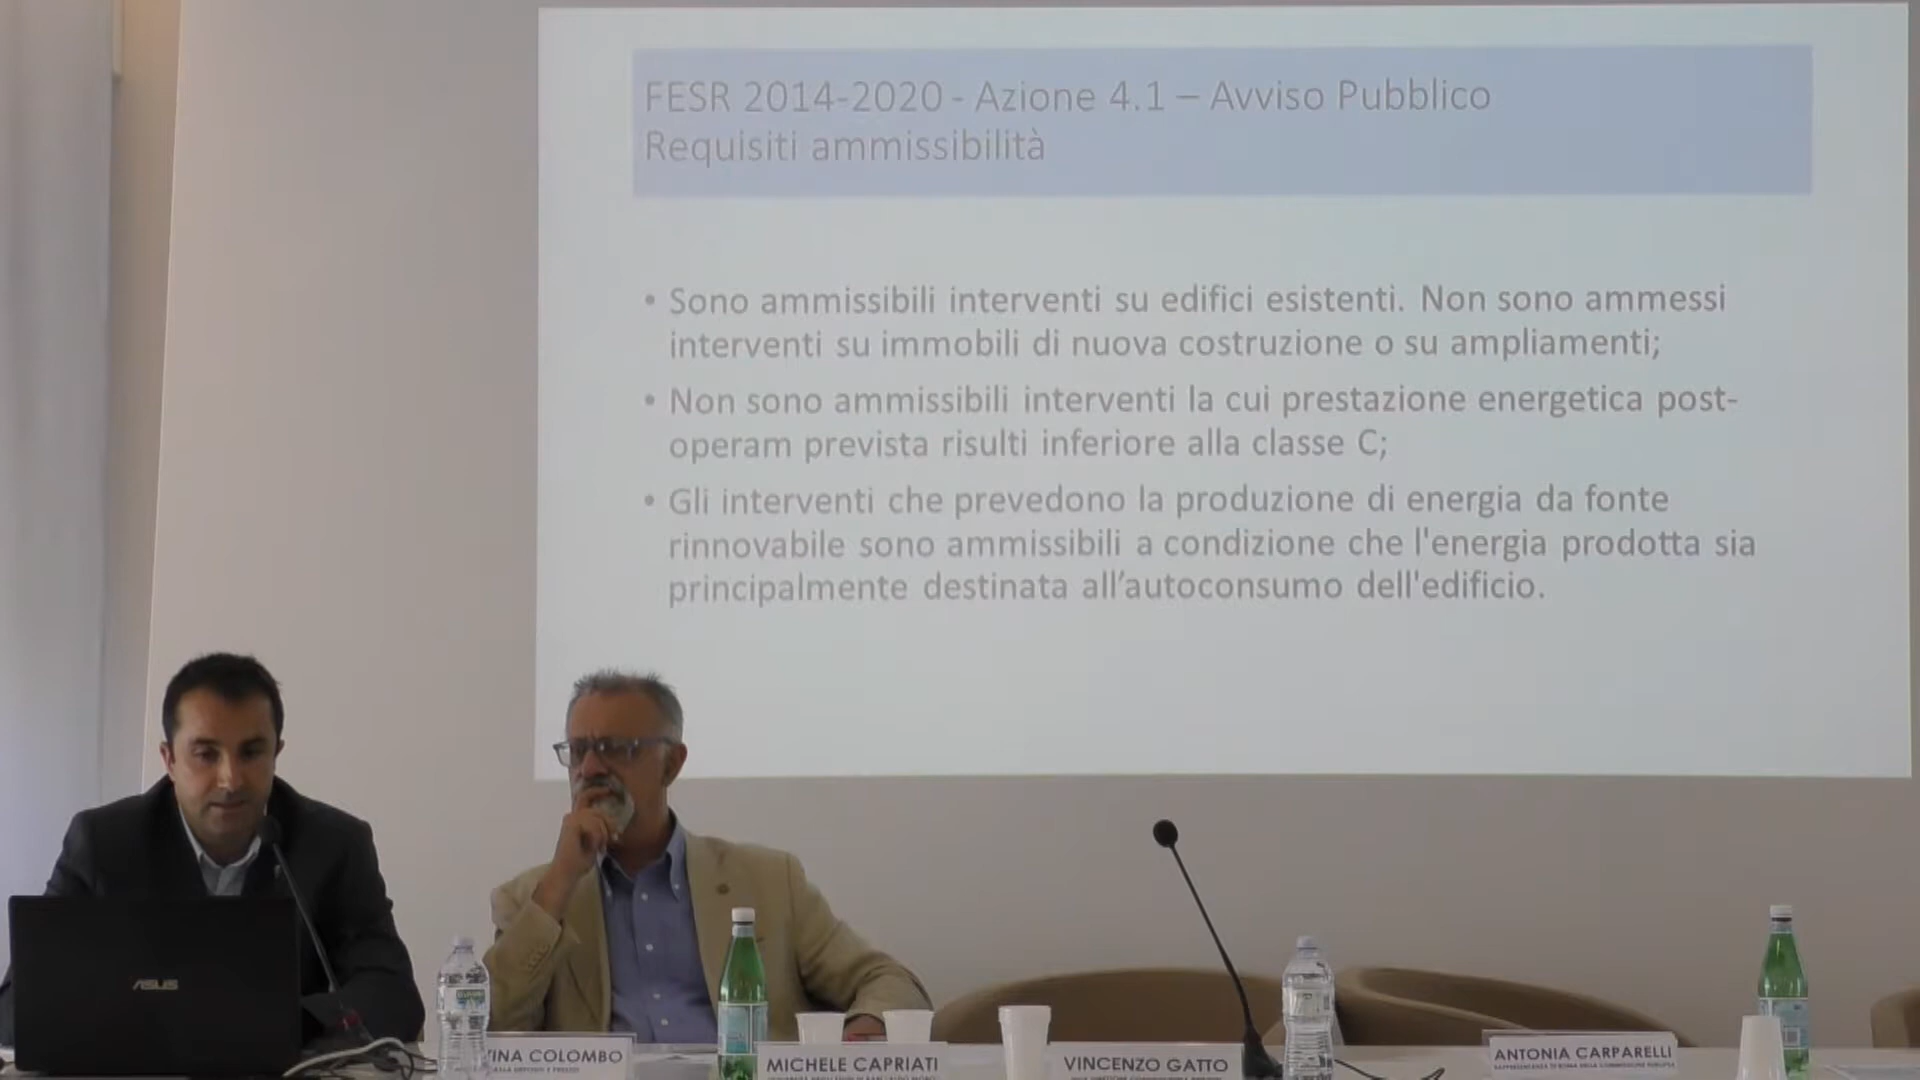 FESR 2014-2020 - Azione 4.1 – Avviso Pubblico
Requisiti ammissibilità
• Sono ammissibili interventi su edifici esistenti. Non sono ammessi
interventi su immobili di nuova costruzione o su ampliamenti;
• Non sono ammissibili interventi la cui prestazione energetica post-
operam prevista risulti inferiore alla classe C;
• Gli interventi che prevedono la produzione di energia da fonte
rinnovabile sono ammissibili a condizione che l'energia prodotta sia
principalmente destinata all’autoconsumo dell'edificio.
ASUS
COLOMBO
MICHELE CAPRIATI
VINCENZO GATTO
ANTONIA CARPARELLI